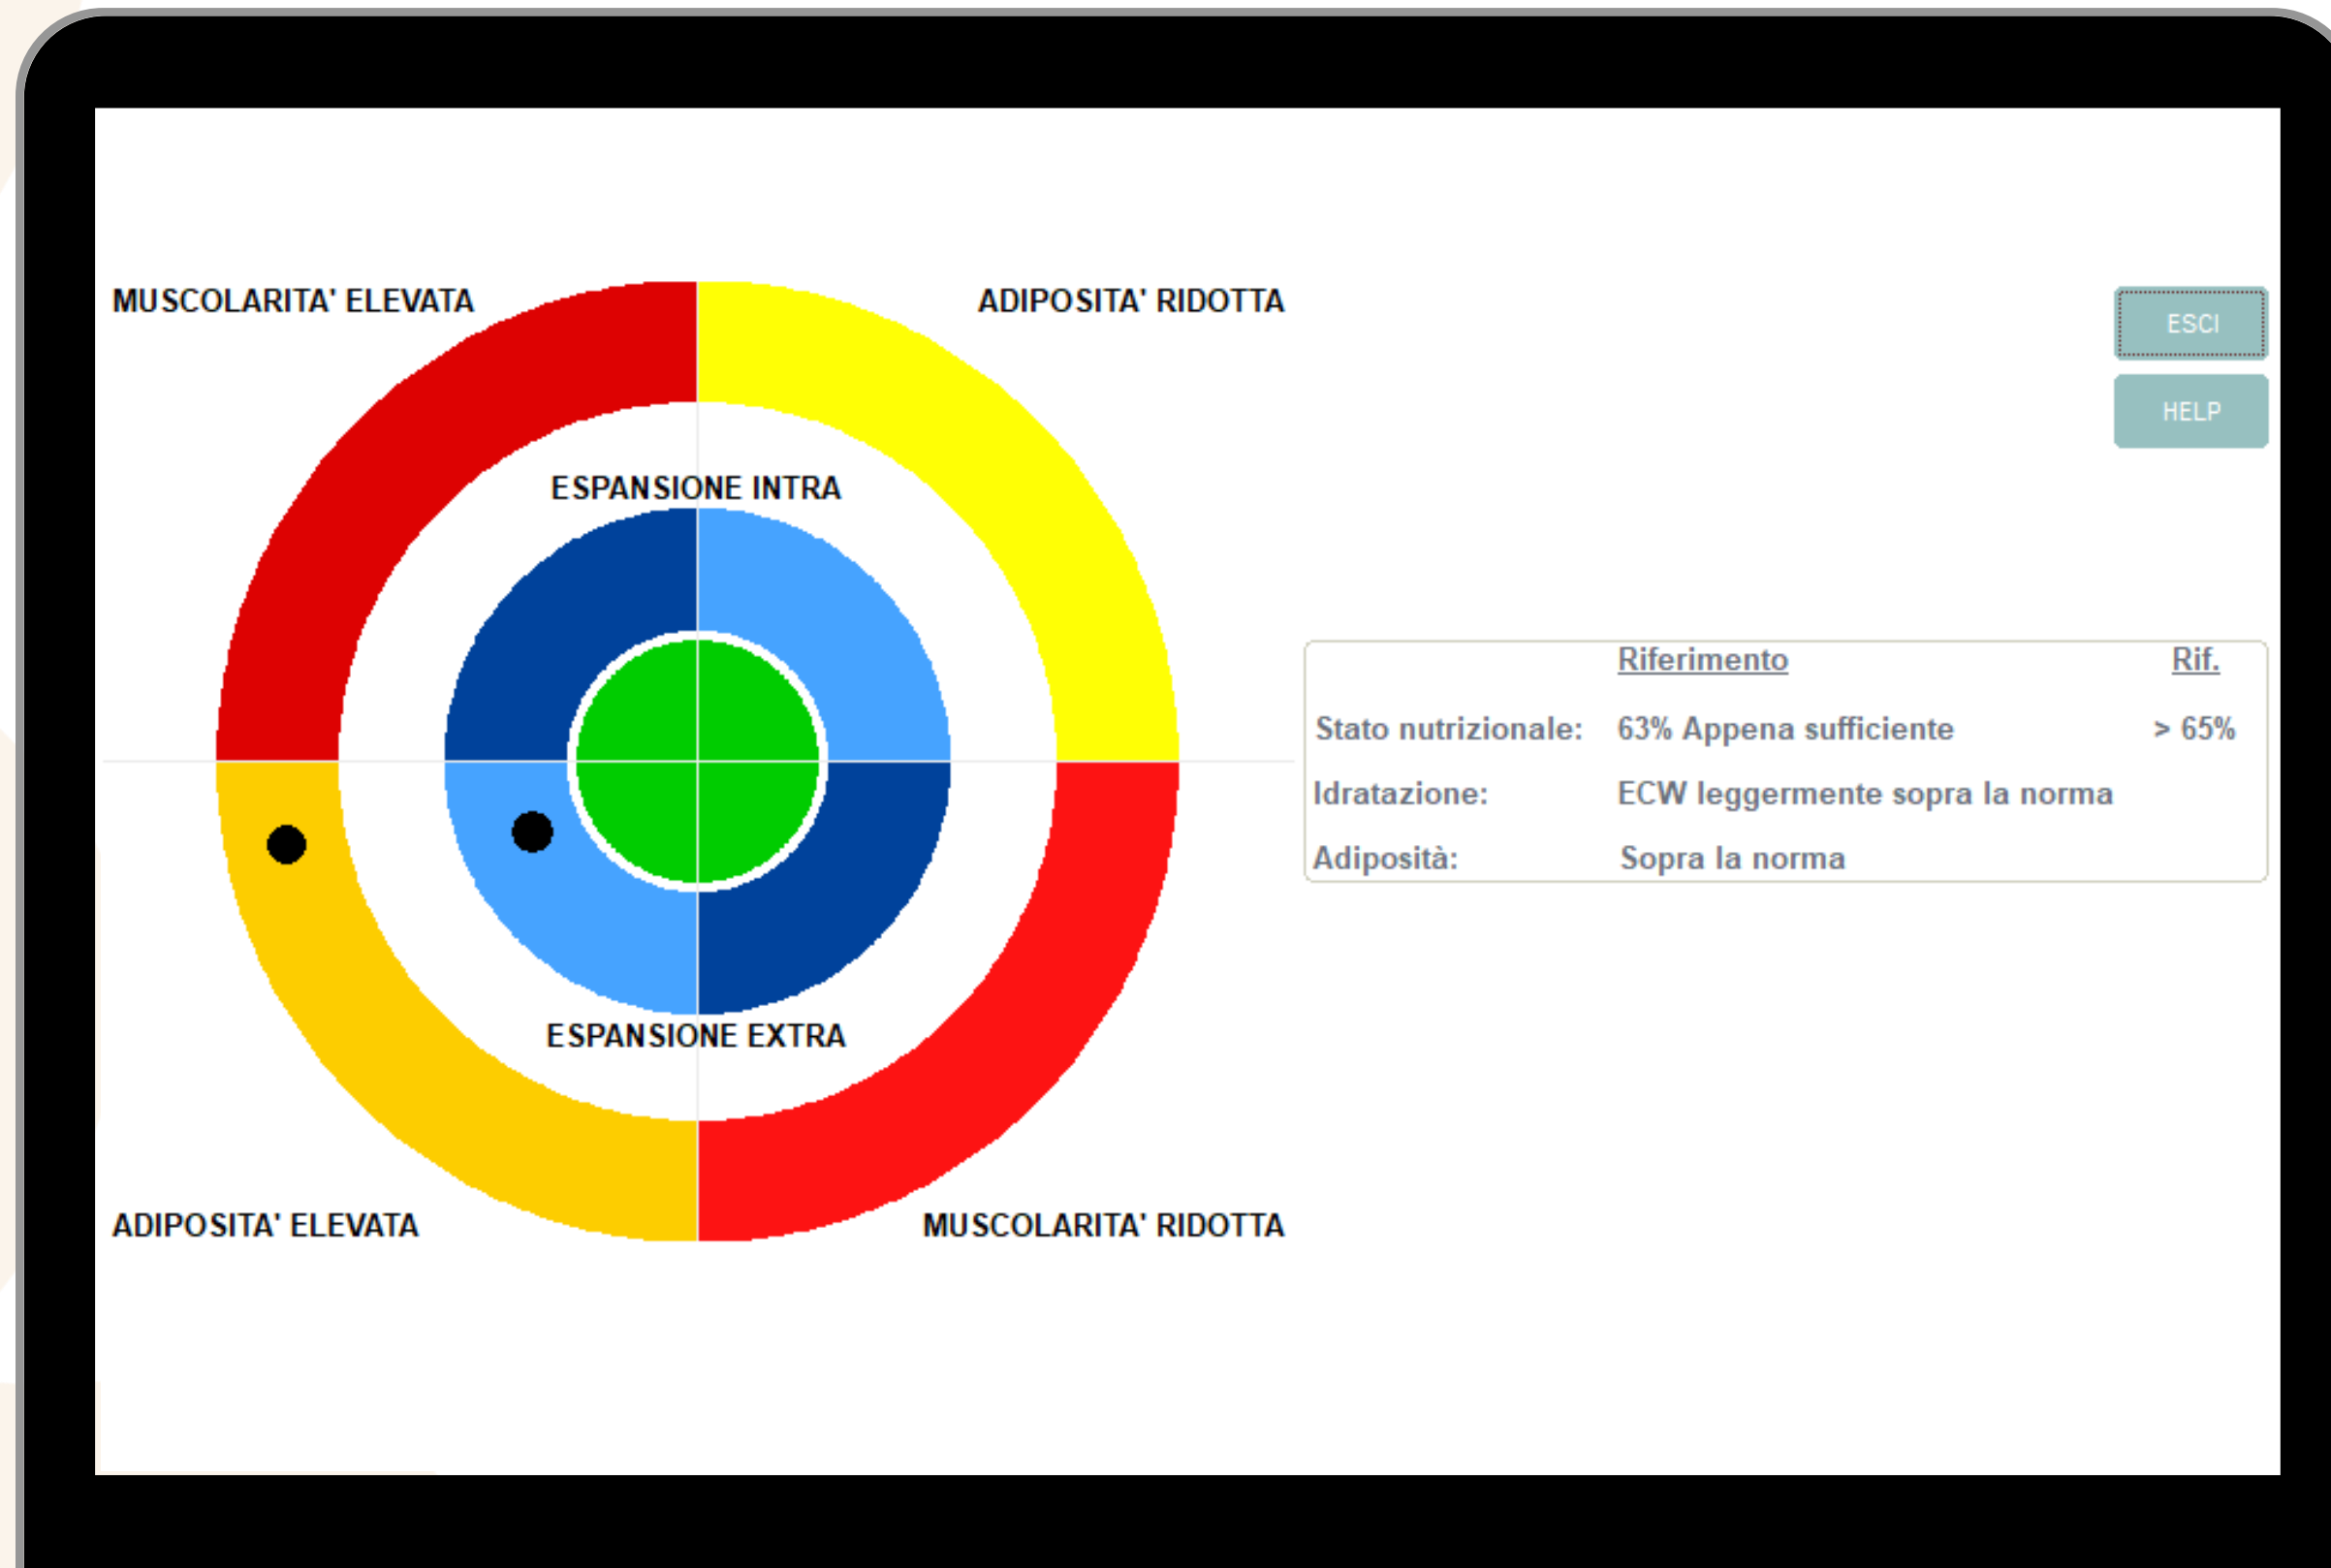 MUSCOLARITA' ELEVATA
ADIPOSITA' RIDOTTA
ESPANSIONE INTRA
ESPANSIONE EXTRA
ADIPOSITA' ELEVATA
MUSCOLARITA' RIDOTTA
ESCI
HELP
Riferimento Rif.
Stato nutrizionale: 63% Appena sufficiente > 65%
Idratazione: ECW leggermente sopra la norma
Adiposità: Sopra la norma